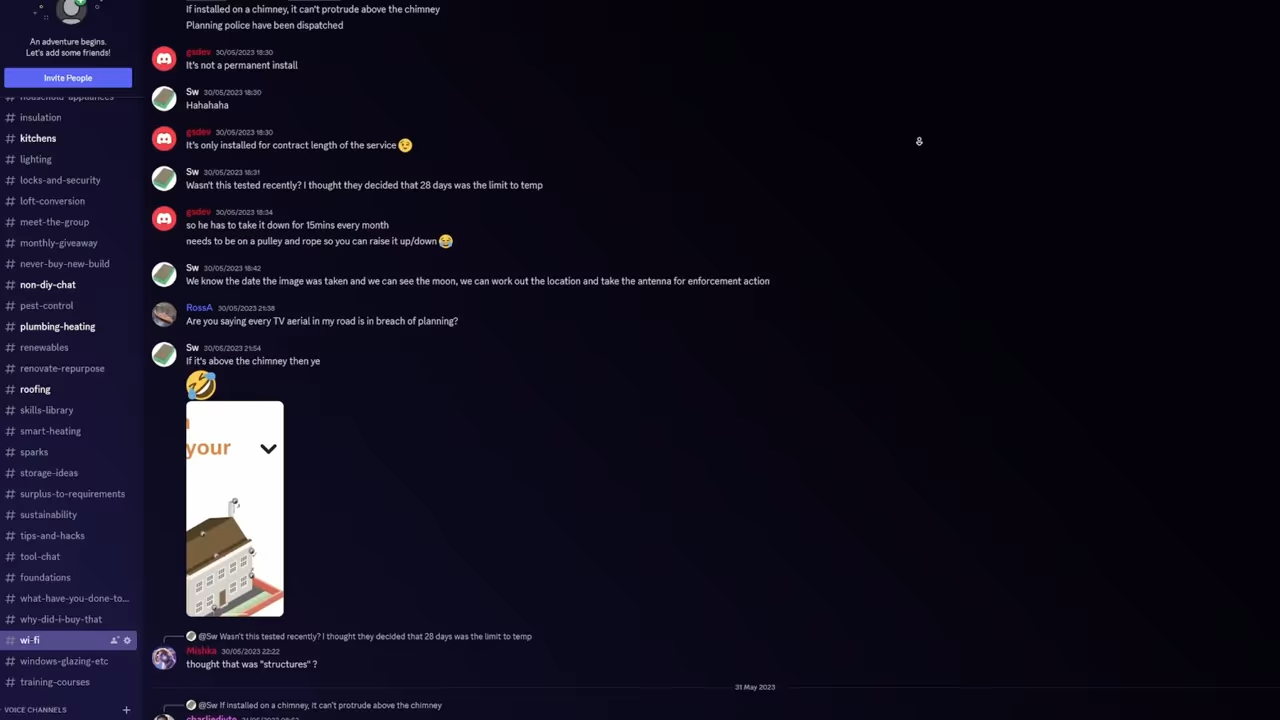 An adventure begins.
Let's add some friends!
Invite People
household-appliances
insulation
kitchens
lighting
locks-and-security
loft-conversion
meet-the-group
monthly-giveaway
never-buy-new-build
non-diy-chat
pest-control
plumbing-heating
renewables
renovate-repurpose
roofing
skills-library
smart-heating
sparks
storage-ideas
surplus-to-requirements
sustainability
tips-and-hacks
tool-chat
foundations
what-have-you-done-to...
why-did-i-buy-that
wi-fi
windows-glazing-etc
training-courses
VOICE CHANNELS
If installed on a chimney, it can't protrude above the chimney
Planning police have been dispatched
gsdev 30/05/2023 18:30
It's not a permanent install
Sw 30/05/2023 18:30
Hahahaha
gsdev 30/05/2023 18:30
It's only installed for contract length of the service 😉
Sw 30/05/2023 18:31
Wasn't this tested recently? I thought they decided that 28 days was the limit to temp
gsdev 30/05/2023 18:34
so he has to take it down for 15mins every month
needs to be on a pulley and rope so you can raise it up/down 😂
Sw 30/05/2023 18:42
We know the date the image was taken and we can see the moon, we can work out the location and take the antenna for enforcement action
RossA 30/05/2023 21:38
Are you saying every TV aerial in my road is in breach of planning?
Sw 30/05/2023 21:54
If it's above the chimney then ye
🤣
your
@Sw Wasn't this tested recently? I thought they decided that 28 days was the limit to temp
Mishka 30/05/2023 22:22
thought that was "structures" ?
31 May 2023
@Sw If installed on a chimney, it can't protrude above the chimney